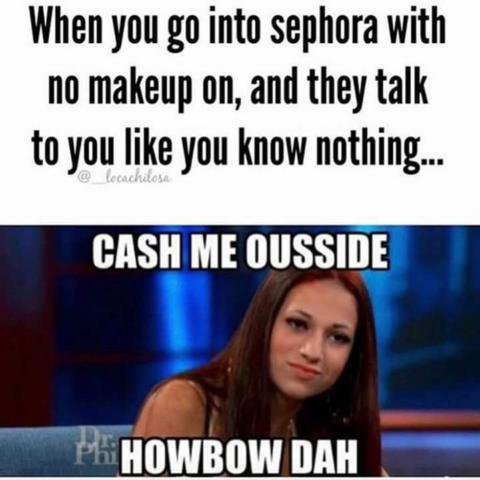 When you go into sephora with
no makeup on, and they talk
to you like you know nothing...
@__locachilosa
CASH ME OUSSIDE
Dr.
Phil
HOWBOW DAH